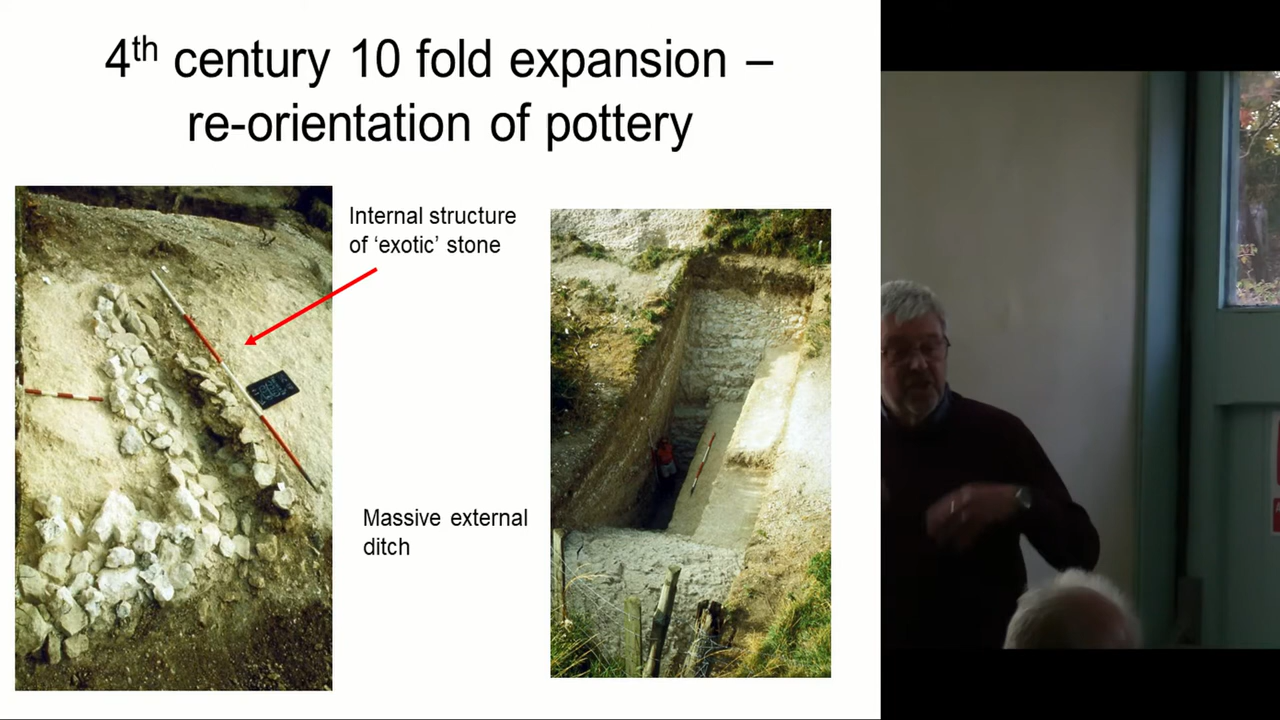 4th century 10 fold expansion –
re-orientation of pottery
Internal structure
of ‘exotic’ stone
Massive external
ditch